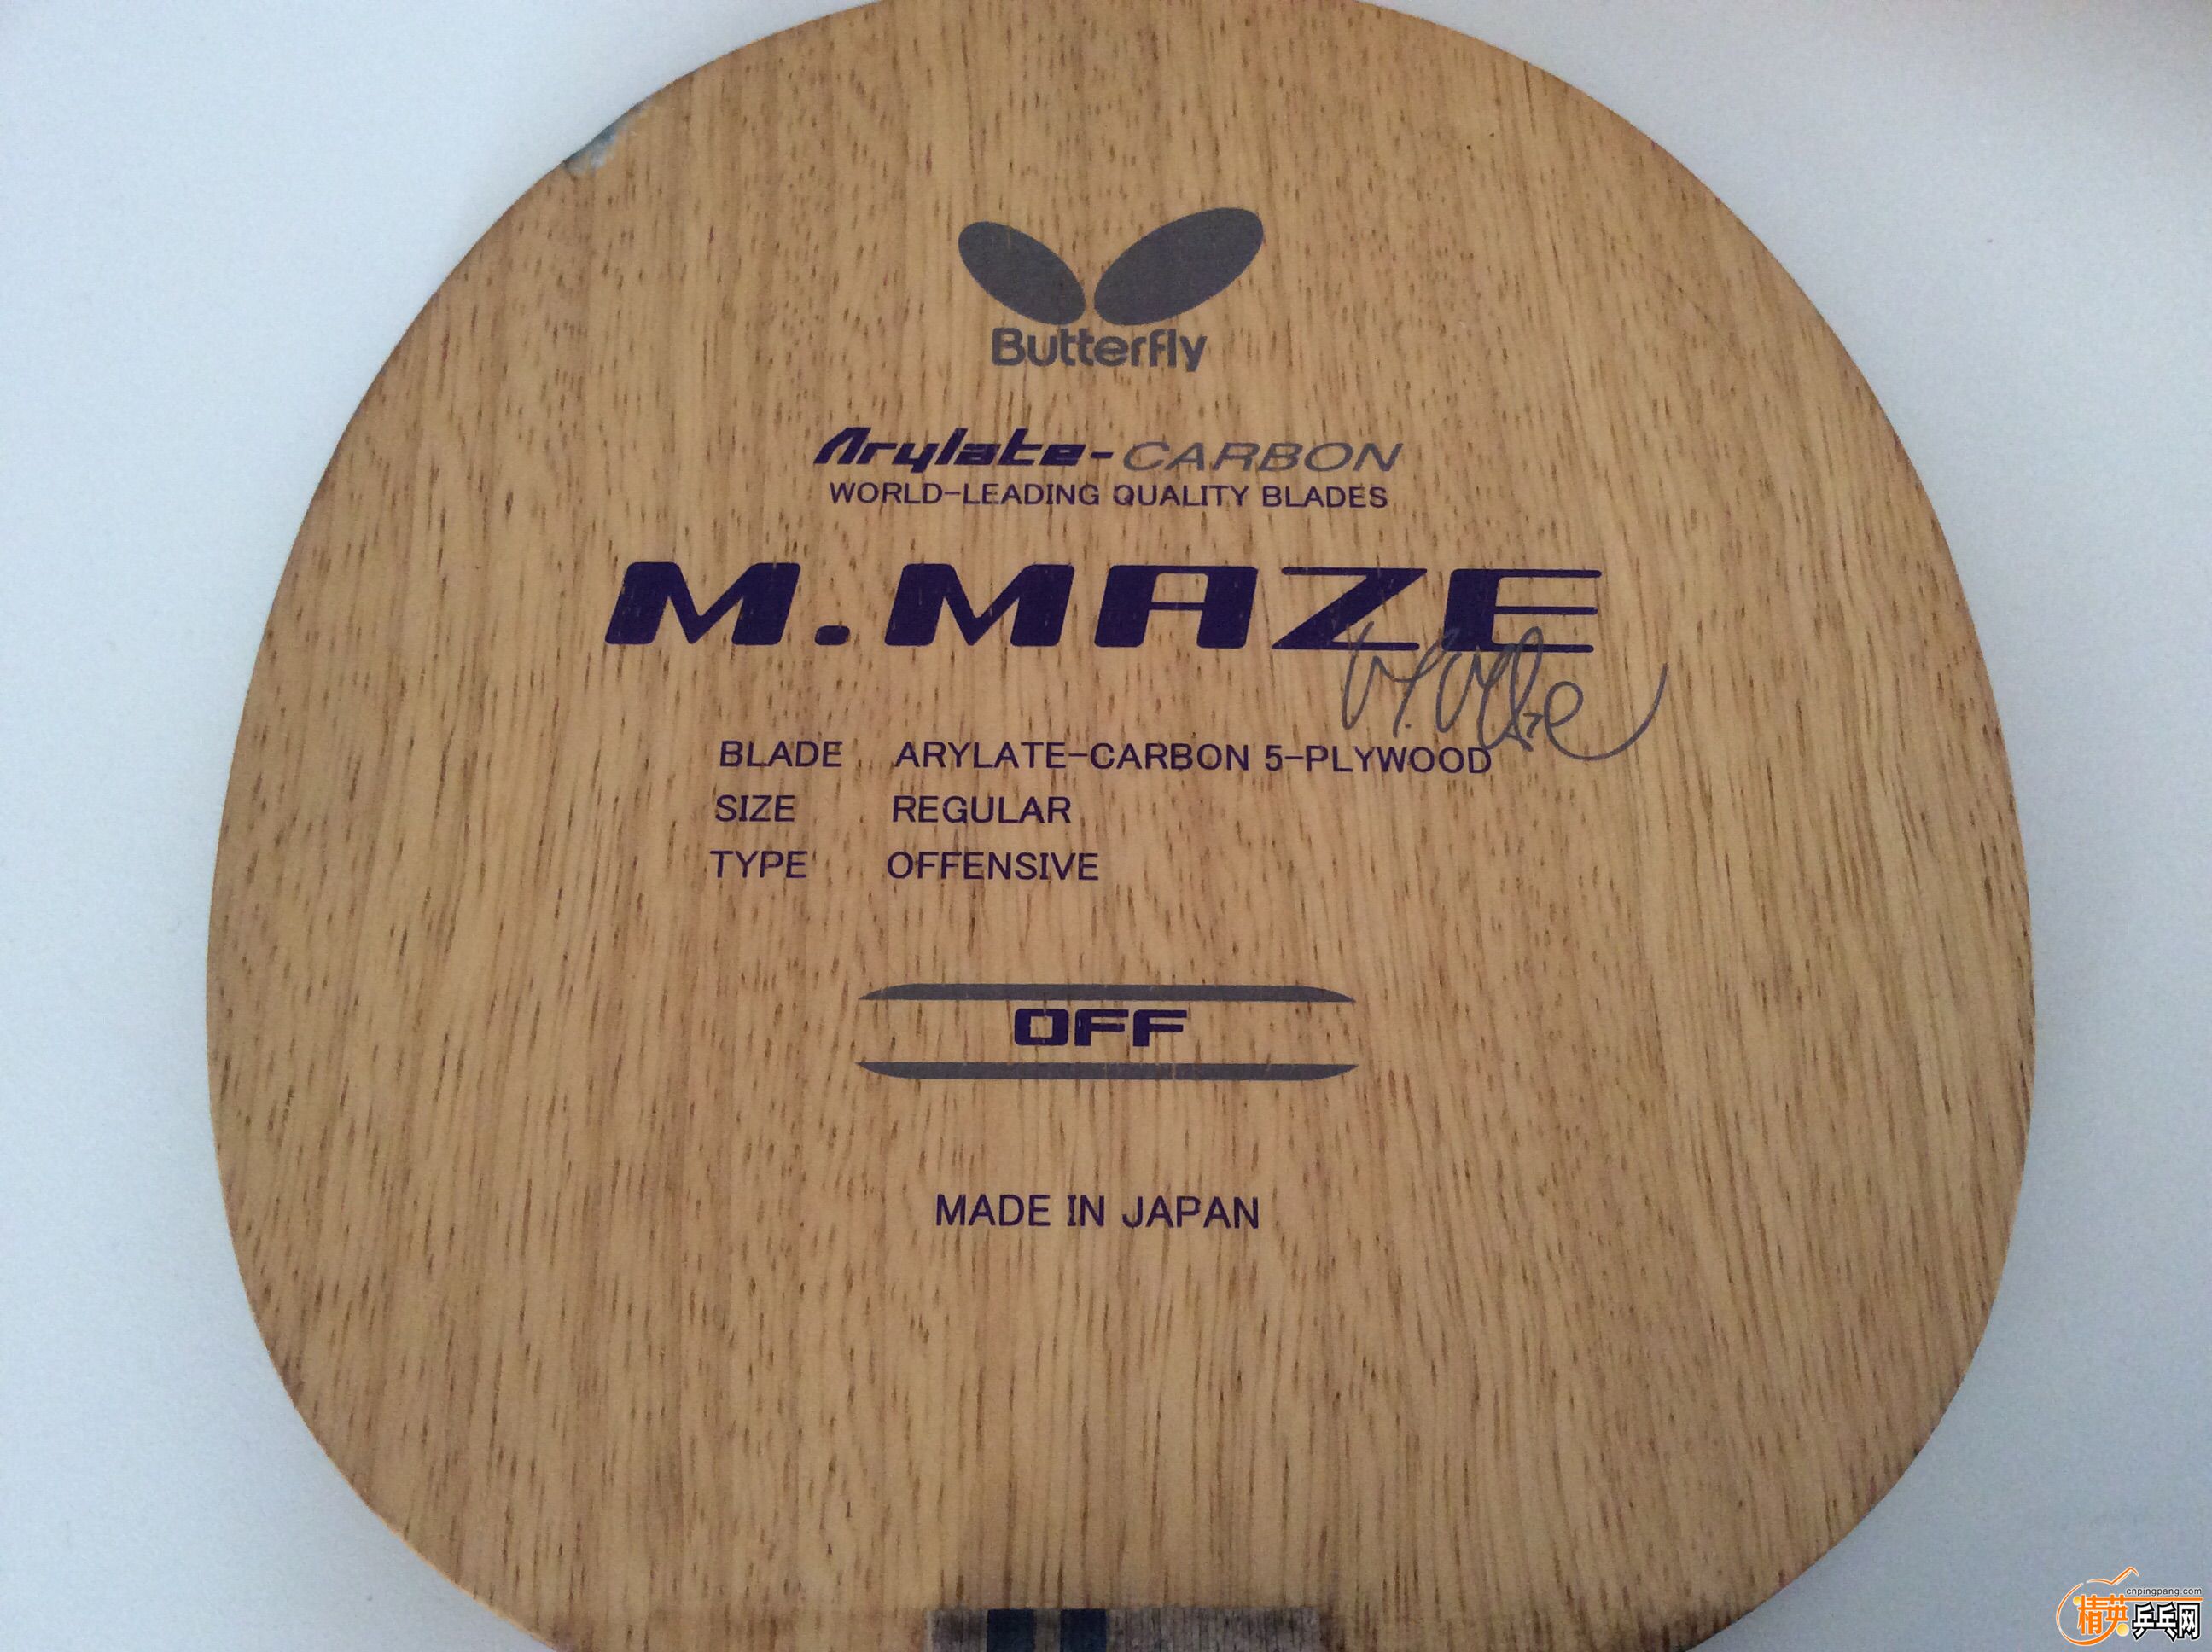 Butterfly
Arylate-CARBON
WORLD-LEADING QUALITY BLADES
M.MAZE
M. Maze
BLADE ARYLATE-CARBON 5-PLYWOOD
SIZE REGULAR
TYPE OFFENSIVE
OFF
MADE IN JAPAN
cnpingpang.com
精英乒乓网